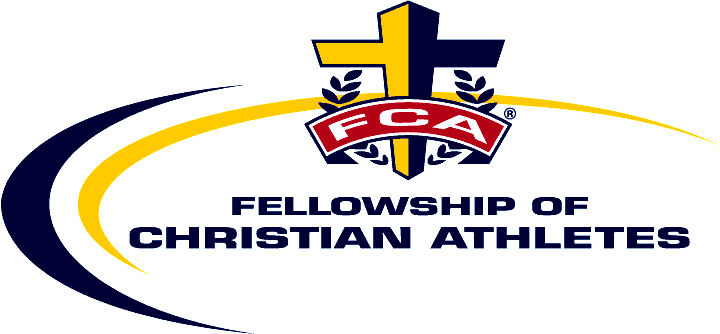 FCA®
FELLOWSHIP OF
CHRISTIAN ATHLETES